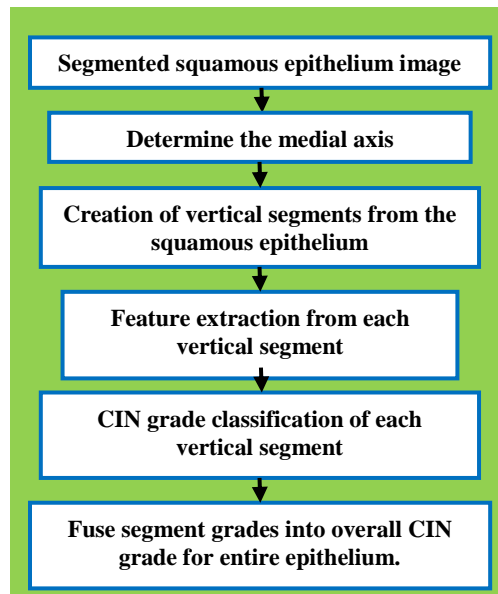 Segmented squamous epithelium image
Determine the medial axis
Creation of vertical segments from the
squamous epithelium
Feature extraction from each
vertical segment
CIN grade classification of each
vertical segment
Fuse segment grades into overall CIN
grade for entire epithelium.